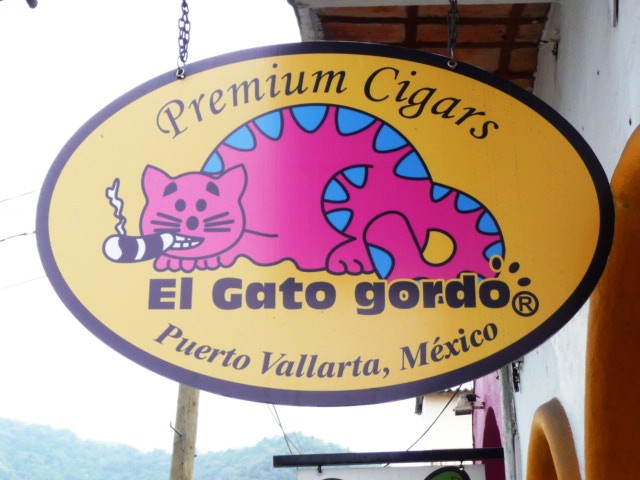 Premium Cigars
El Gato gordo®
Puerto Vallarta, México